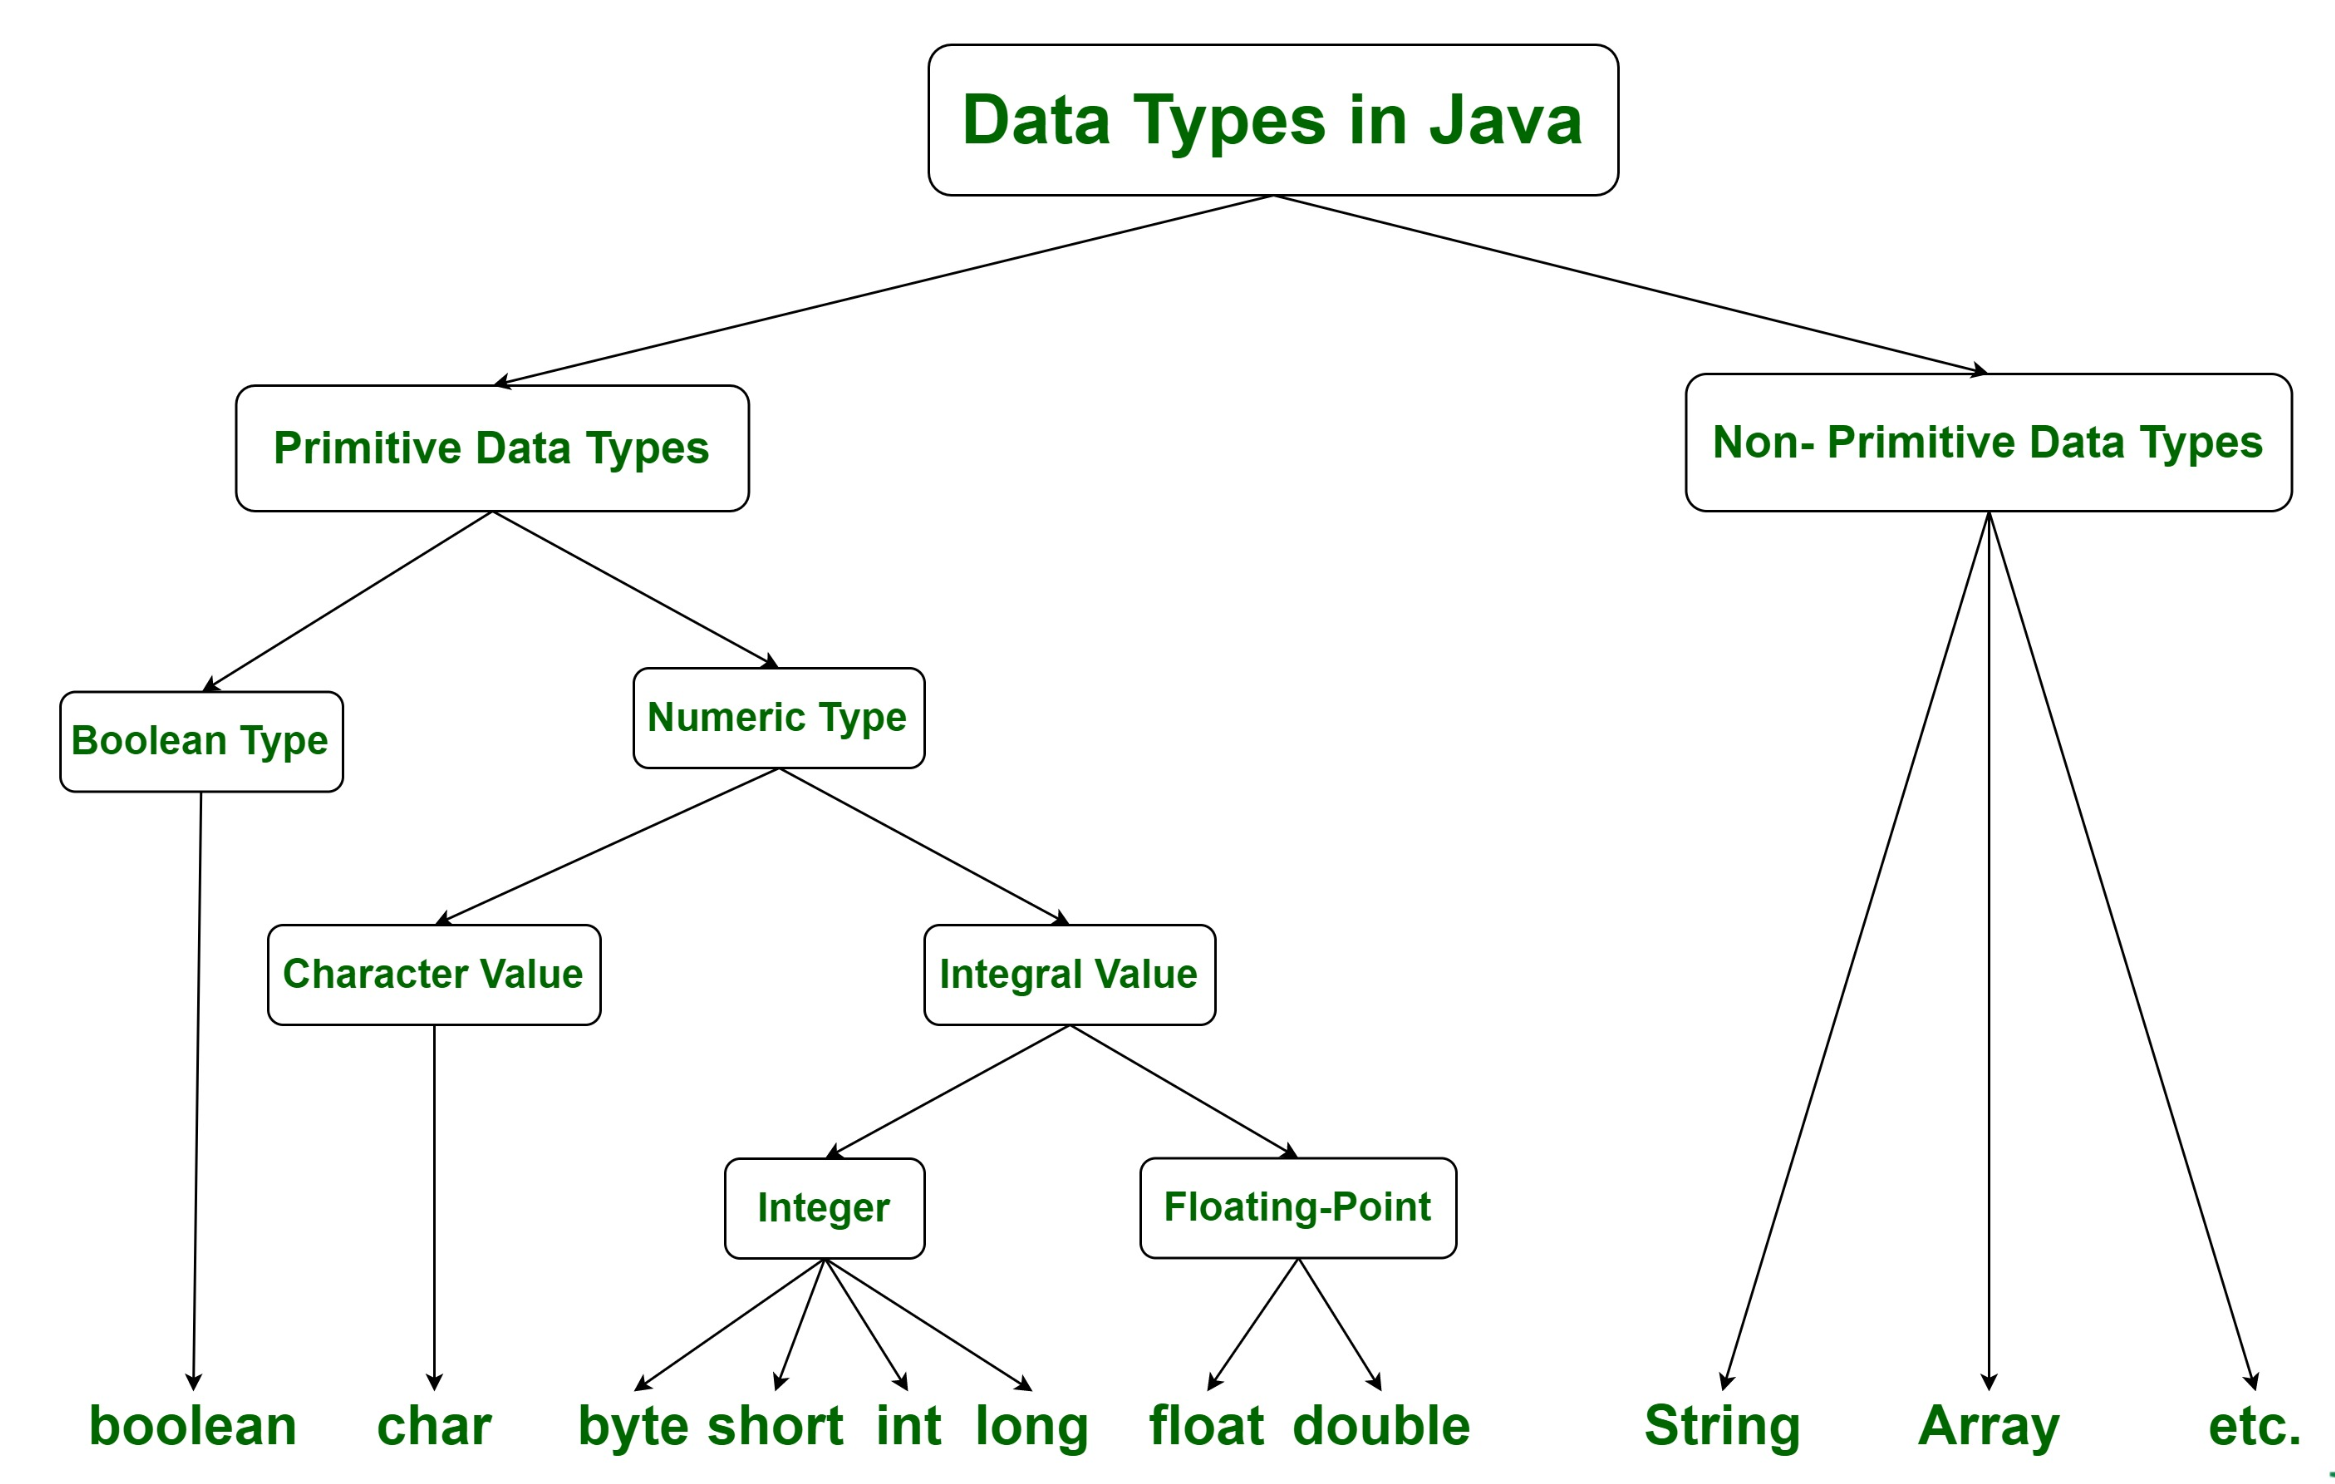 Data Types in Java
Primitive Data Types
Non- Primitive Data Types
Boolean Type
Numeric Type
Character Value
Integral Value
Integer
Floating-Point
boolean
char
byte
short
int
long
float
double
String
Array
etc.